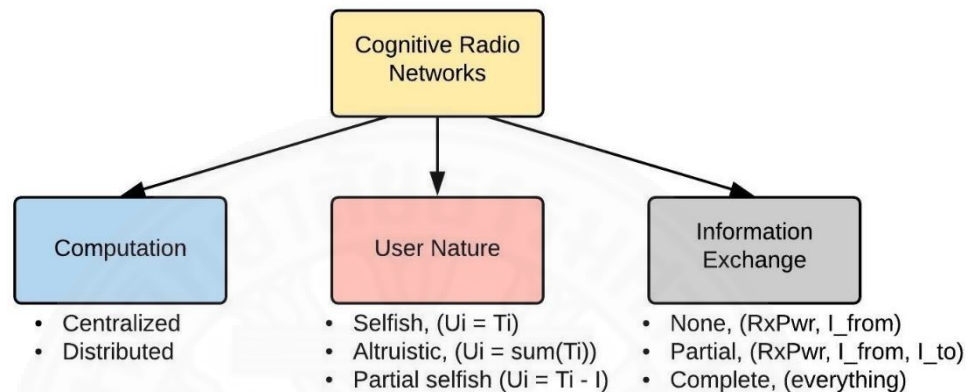 Cognitive Radio
Networks
Computation
User Nature
Information
Exchange
• Centralized
• Distributed
• Selfish, (Ui = Ti)
• Altruistic, (Ui = sum(Ti))
• Partial selfish (Ui = Ti - I)
• None, (RxPwr, I_from)
• Partial, (RxPwr, I_from, I_to)
• Complete, (everything)